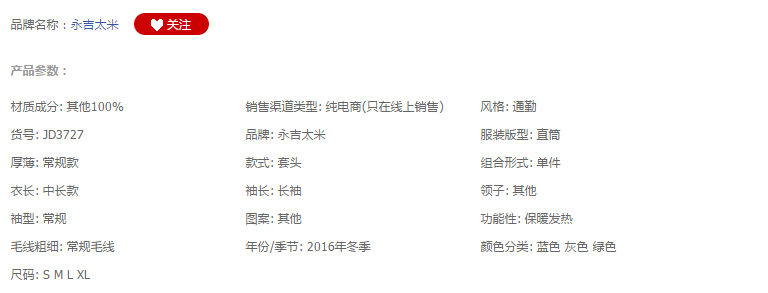 品牌名称：永吉太米 关注
产品参数：
材质成分: 其他100% 销售渠道类型: 纯电商(只在线上销售) 风格: 通勤
货号: JD3727 品牌: 永吉太米 服装版型: 直筒
厚薄: 常规款 款式: 套头 组合形式: 单件
衣长: 中长款 袖长: 长袖 领子: 其他
袖型: 常规 图案: 其他 功能性: 保暖发热
毛线粗细: 常规毛线 年份/季节: 2016年冬季 颜色分类: 蓝色 灰色 绿色
尺码: S M L XL